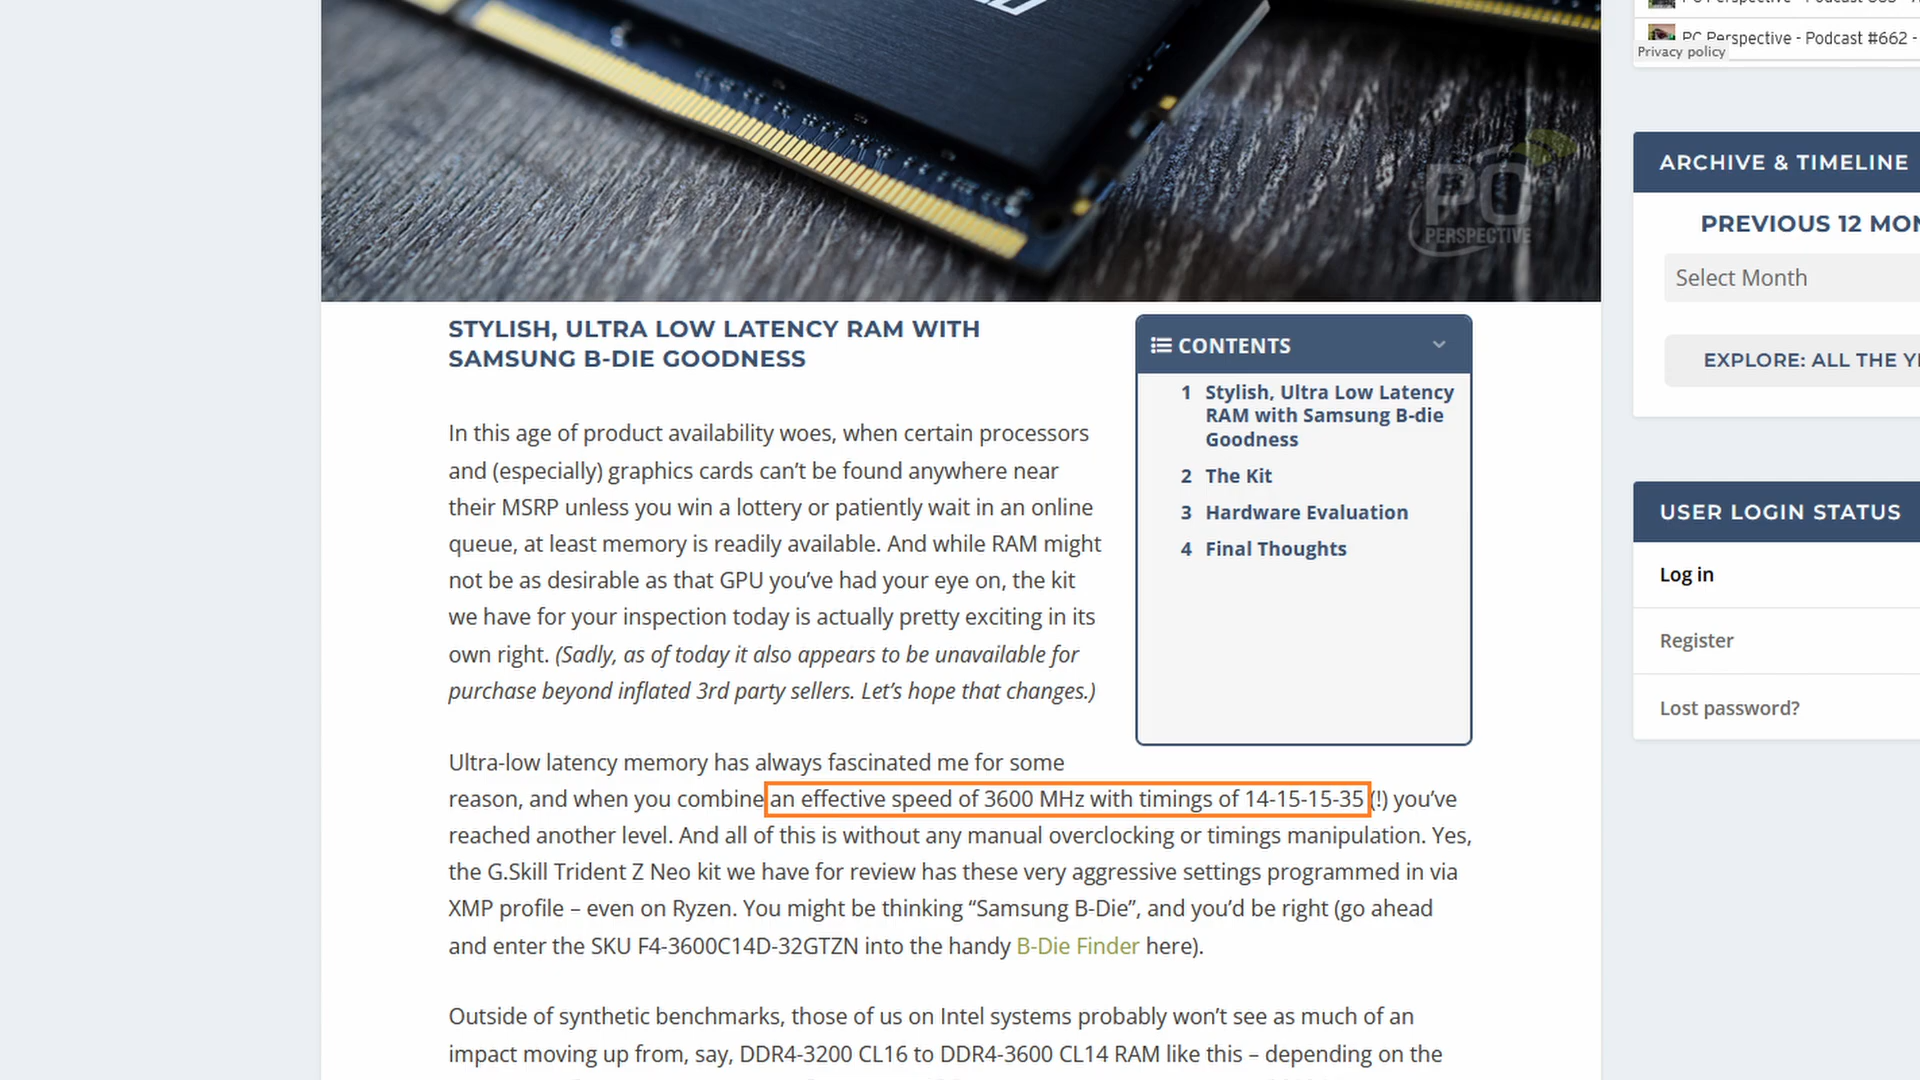 PC Perspective - Podcast #662 -
Privacy policy
PC
PERSPECTIVE
ARCHIVE & TIMELINE
PREVIOUS 12 MON
Select Month
EXPLORE: ALL THE Y
STYLISH, ULTRA LOW LATENCY RAM WITH
SAMSUNG B-DIE GOODNESS
In this age of product availability woes, when certain processors
and (especially) graphics cards can’t be found anywhere near
their MSRP unless you win a lottery or patiently wait in an online
queue, at least memory is readily available. And while RAM might
not be as desirable as that GPU you’ve had your eye on, the kit
we have for your inspection today is actually pretty exciting in its
own right. (Sadly, as of today it also appears to be unavailable for
purchase beyond inflated 3rd party sellers. Let’s hope that changes.)
CONTENTS
1 Stylish, Ultra Low Latency
RAM with Samsung B-die
Goodness
2 The Kit
3 Hardware Evaluation
4 Final Thoughts
USER LOGIN STATUS
Log in
Register
Lost password?
Ultra-low latency memory has always fascinated me for some
reason, and when you combine an effective speed of 3600 MHz with timings of 14-15-15-35 (!) you’ve
reached another level. And all of this is without any manual overclocking or timings manipulation. Yes,
the G.Skill Trident Z Neo kit we have for review has these very aggressive settings programmed in via
XMP profile – even on Ryzen. You might be thinking “Samsung B-Die”, and you’d be right (go ahead
and enter the SKU F4-3600C14D-32GTZN into the handy B-Die Finder here).
Outside of synthetic benchmarks, those of us on Intel systems probably won’t see as much of an
impact moving up from, say, DDR4-3200 CL16 to DDR4-3600 CL14 RAM like this – depending on the